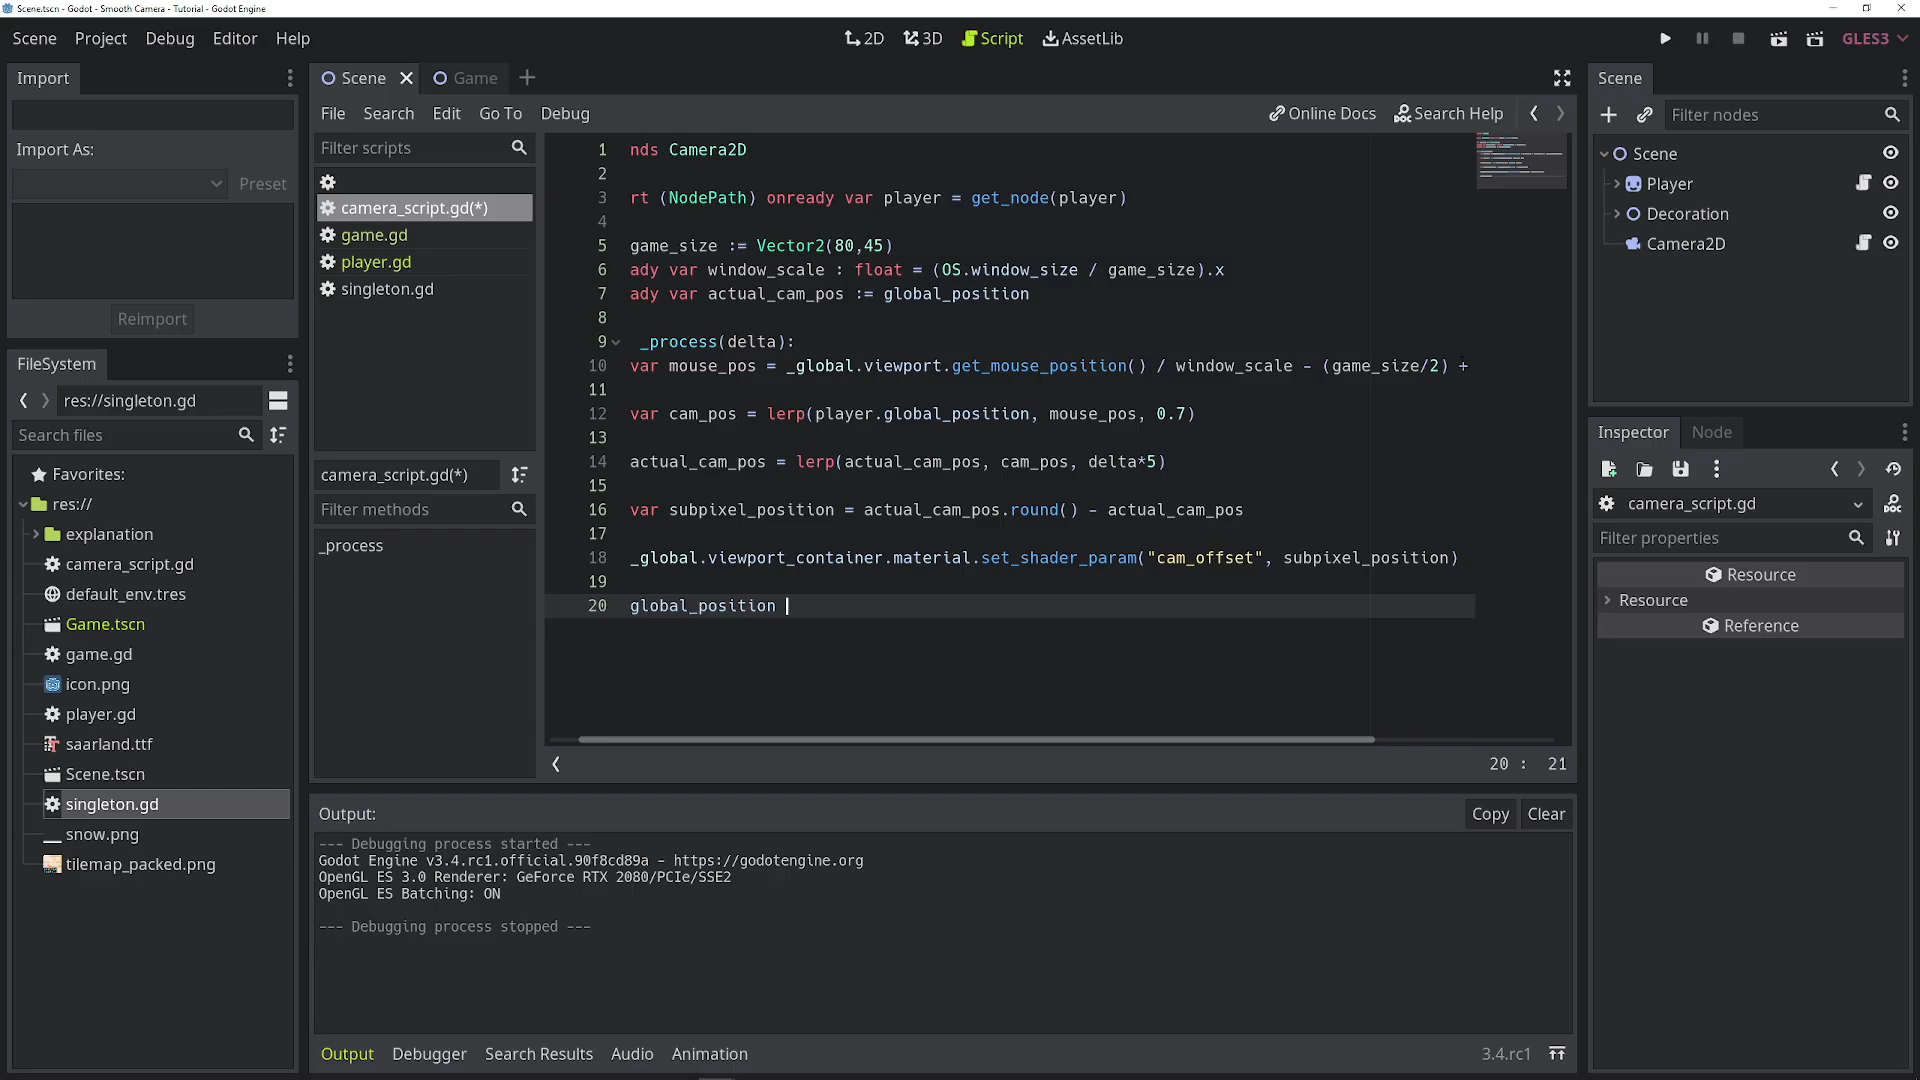 Scene.tscn - Godot - Smooth Camera - Tutorial - Godot Engine
Scene Project Debug Editor Help
2D 3D Script AssetLib
GLES3
Import
Import As:
Preset
Reimport
FileSystem
res://singleton.gd
Search files
Favorites:
res://
explanation
camera_script.gd
default_env.tres
Game.tscn
game.gd
icon.png
player.gd
saarland.ttf
Scene.tscn
singleton.gd
snow.png
tilemap_packed.png
Scene Game
File Search Edit Go To Debug
Online Docs Search Help
Filter scripts
camera_script.gd(*)
game.gd
player.gd
singleton.gd
camera_script.gd(*)
Filter methods
_process
1 nds Camera2D
2
3 rt (NodePath) onready var player = get_node(player)
4
5 game_size := Vector2(80,45)
6 ady var window_scale : float = (OS.window_size / game_size).x
7 ady var actual_cam_pos := global_position
8
9 _process(delta):
10 var mouse_pos = _global.viewport.get_mouse_position() / window_scale - (game_size/2) +
11
12 var cam_pos = lerp(player.global_position, mouse_pos, 0.7)
13
14 actual_cam_pos = lerp(actual_cam_pos, cam_pos, delta*5)
15
16 var subpixel_position = actual_cam_pos.round() - actual_cam_pos
17
18 _global.viewport_container.material.set_shader_param("cam_offset", subpixel_position)
19
20 global_position
20 : 21
Output:
Copy Clear
--- Debugging process started ---
Godot Engine v3.4.rc1.official.90f8cd89a - https://godotengine.org
OpenGL ES 3.0 Renderer: GeForce RTX 2080/PCIe/SSE2
OpenGL ES Batching: ON
--- Debugging process stopped ---
Output Debugger Search Results Audio Animation
3.4.rc1
Scene
Filter nodes
Scene
Player
Decoration
Camera2D
Inspector Node
camera_script.gd
Filter properties
Resource
Resource
Reference